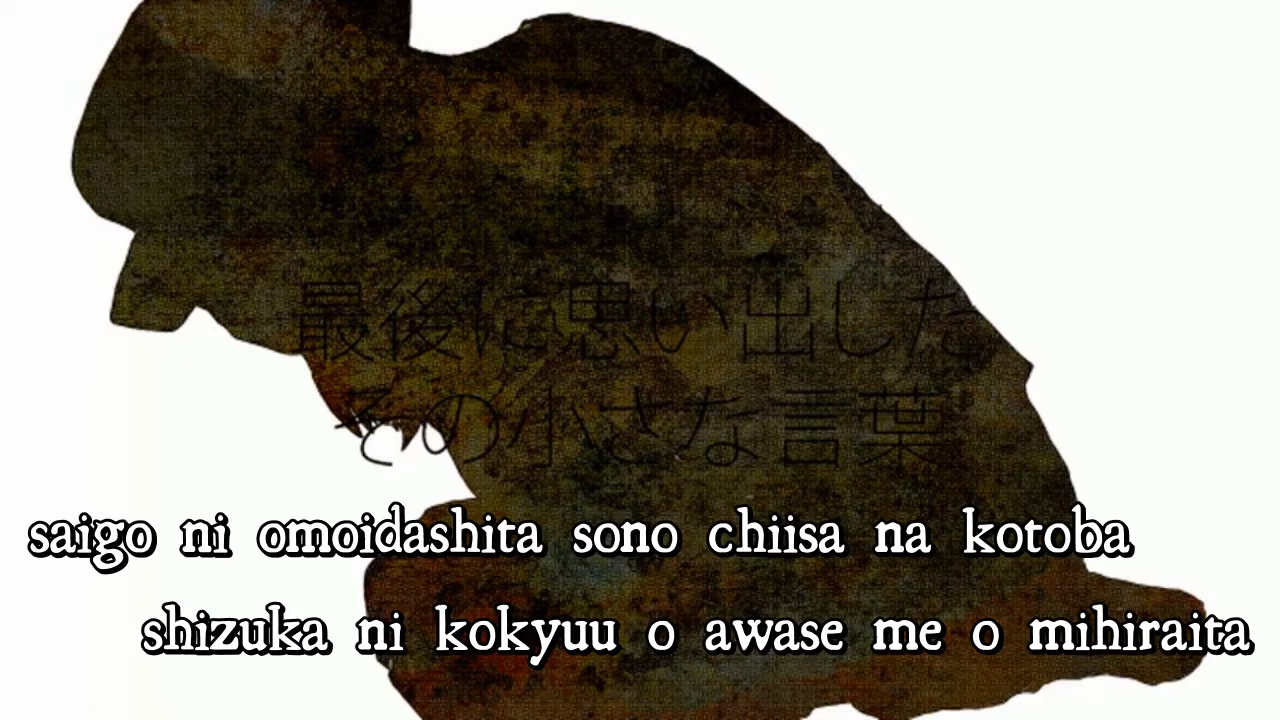 最後に思い出した
その小さな言葉
saigo ni omoidashita sono chiisa na kotoba
shizuka ni kokyuu o awase me o mihiraita